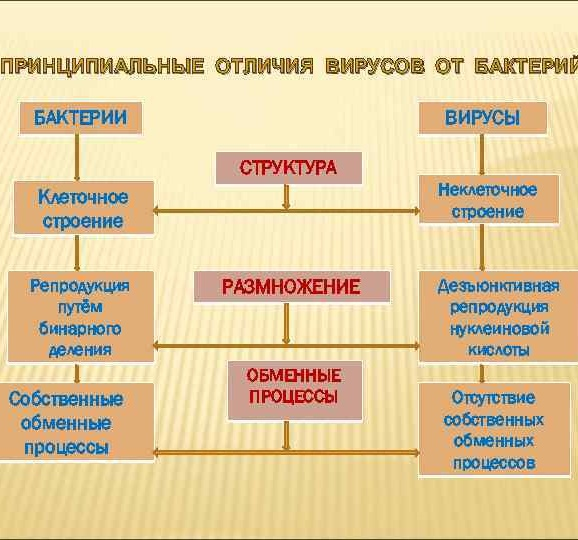 ПРИНЦИПИАЛЬНЫЕ ОТЛИЧИЯ ВИРУСОВ ОТ БАКТЕРИЙ
БАКТЕРИИ
ВИРУСЫ
СТРУКТУРА
Клеточное
строение
Неклеточное
строение
Репродукция
путём
бинарного
деления
РАЗМНОЖЕНИЕ
Дезъюнктивная
репродукция
нуклеиновой
кислоты
Собственные
обменные
процессы
ОБМЕННЫЕ
ПРОЦЕССЫ
Отсутствие
собственных
обменных
процессов